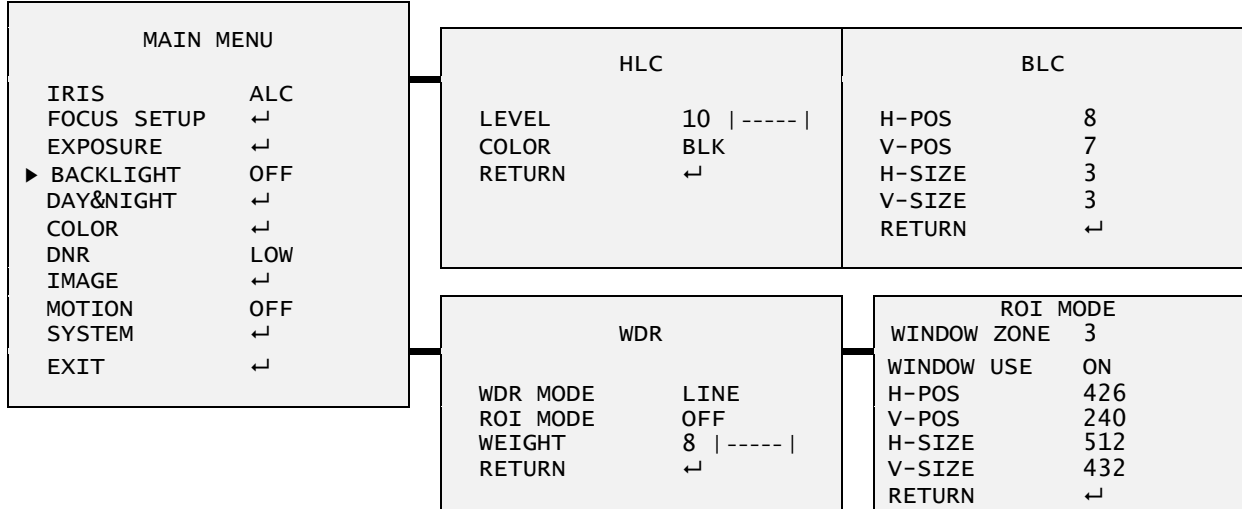 MAIN MENU
IRIS ALC
FOCUS SETUP ↵
EXPOSURE ↵
▶ BACKLIGHT OFF
DAY&NIGHT ↵
COLOR ↵
DNR LOW
IMAGE ↵
MOTION OFF
SYSTEM ↵
EXIT ↵
HLC
LEVEL 10 |-----|
COLOR BLK
RETURN ↵
BLC
H-POS 8
V-POS 7
H-SIZE 3
V-SIZE 3
RETURN ↵
WDR
WDR MODE LINE
ROI MODE OFF
WEIGHT 8 |-----|
RETURN ↵
ROI MODE
WINDOW ZONE 3
WINDOW USE ON
H-POS 426
V-POS 240
H-SIZE 512
V-SIZE 432
RETURN ↵